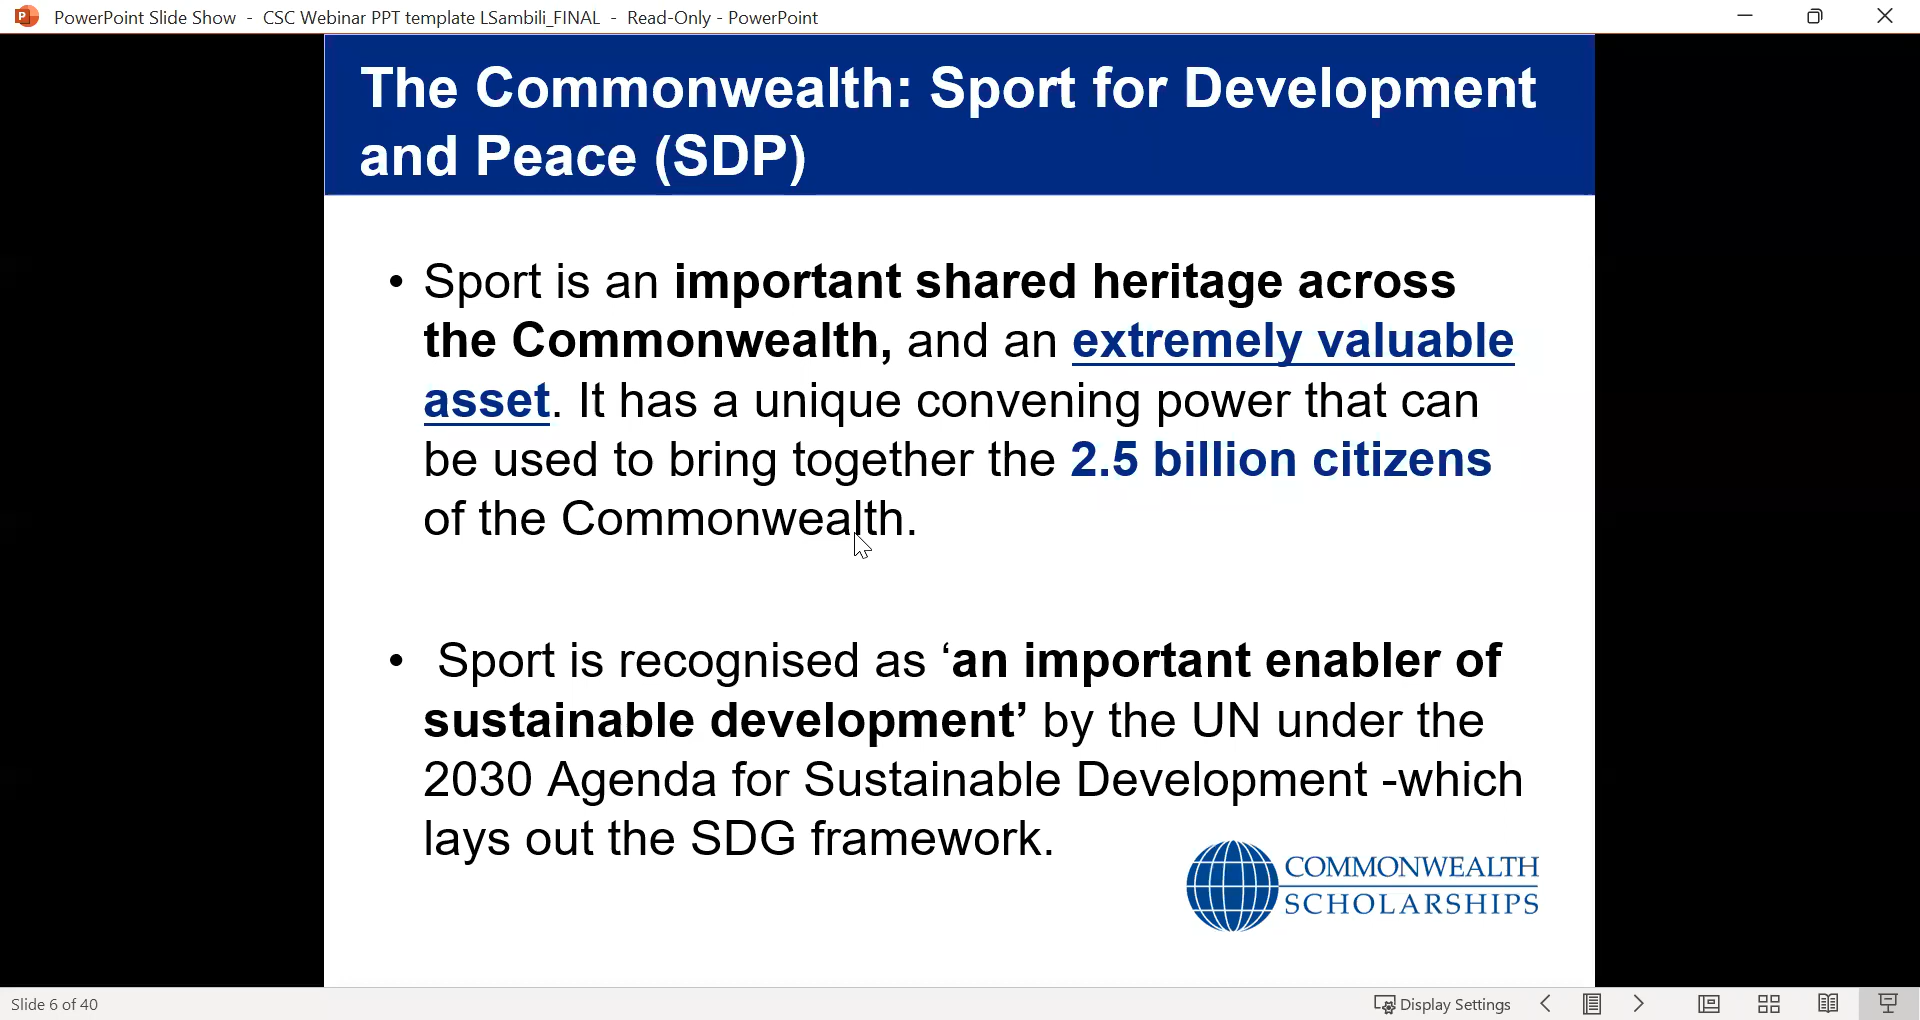 PowerPoint Slide Show - CSC Webinar PPT template LSambili_FINAL - Read-Only - PowerPoint
The Commonwealth: Sport for Development
and Peace (SDP)
• Sport is an important shared heritage across
the Commonwealth, and an extremely valuable
asset. It has a unique convening power that can
be used to bring together the 2.5 billion citizens
of the Commonwealth.
• Sport is recognised as ‘an important enabler of
sustainable development’ by the UN under the
2030 Agenda for Sustainable Development -which
lays out the SDG framework.
COMMONWEALTH
SCHOLARSHIPS
Slide 6 of 40
Display Settings